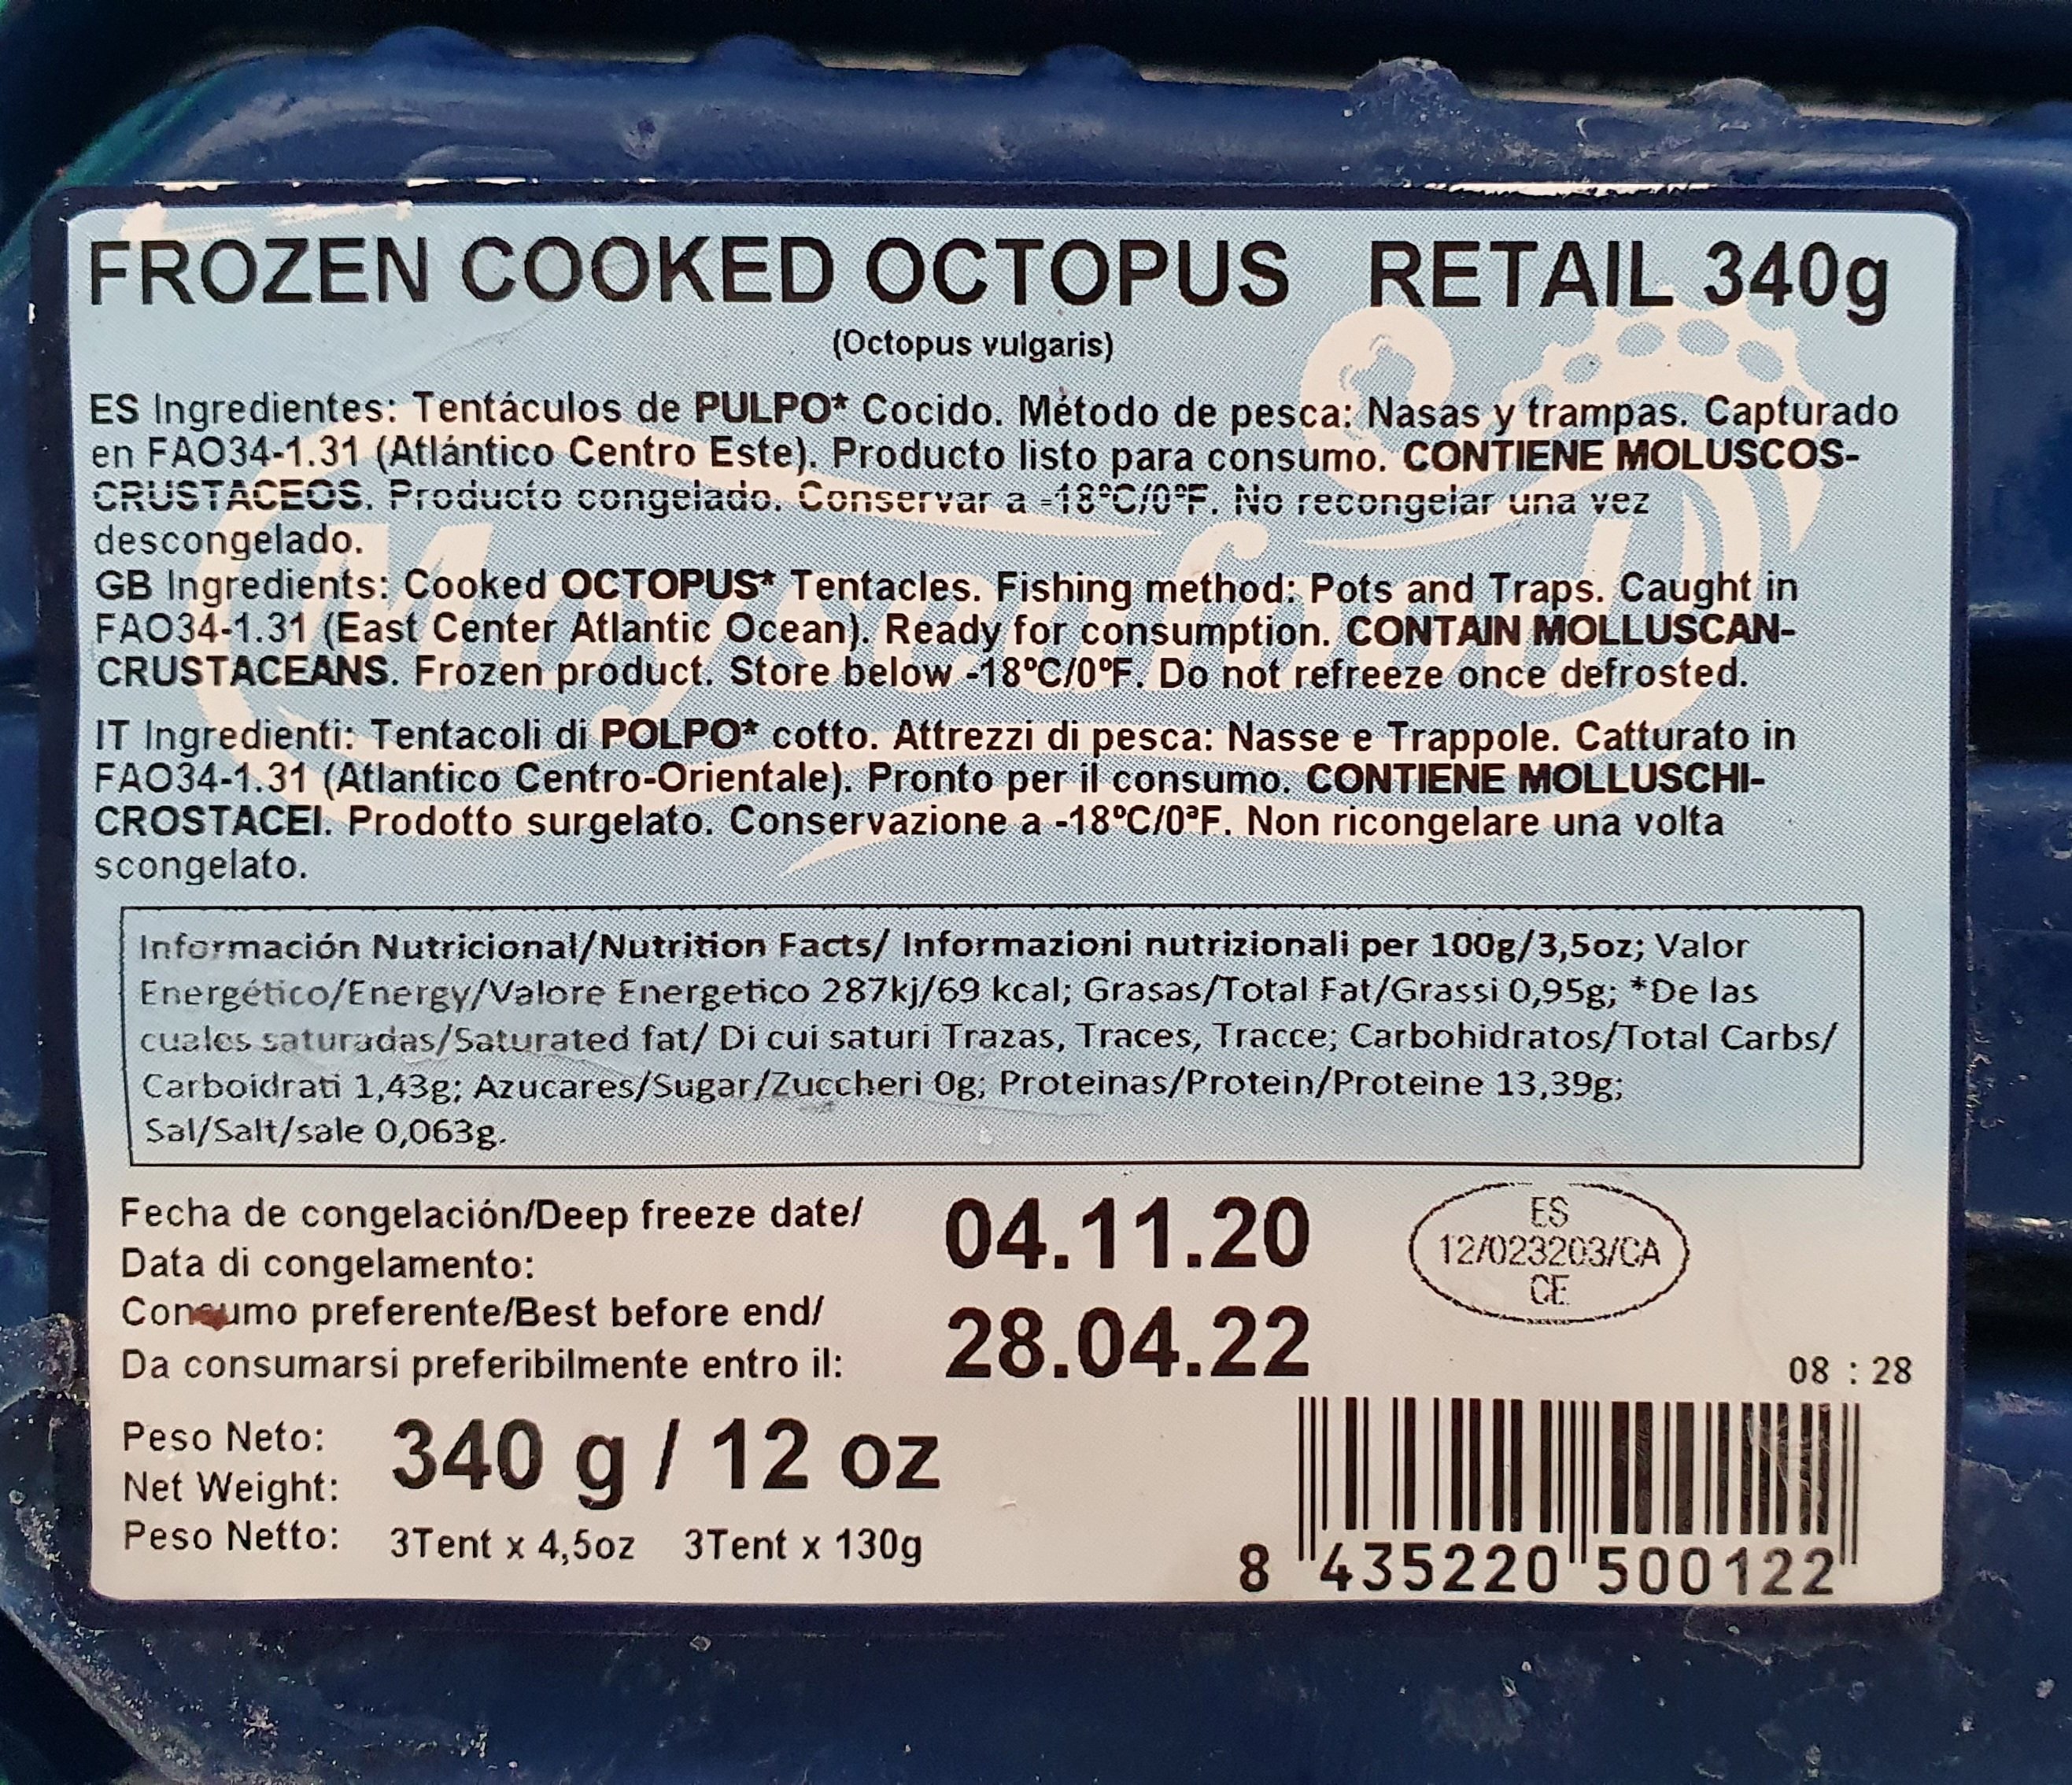 FROZEN COOKED OCTOPUS RETAIL 340g
(Octopus vulgaris)
ES Ingredientes: Tentáculos de PULPO* Cocido. Método de pesca: Nasas y trampas. Capturado
en FAO34-1.31 (Atlántico Centro Este). Producto listo para consumo. CONTIENE MOLUSCOS-
CRUSTACEOS. Producto congelado. Conservar a -18ºC/0ºF. No recongelar una vez
descongelado.
GB Ingredients: Cooked OCTOPUS* Tentacles. Fishing method: Pots and Traps. Caught in
FAO34-1.31 (East Center Atlantic Ocean). Ready for consumption. CONTAIN MOLLUSCAN-
CRUSTACEANS. Frozen product. Store below -18ºC/0ºF. Do not refreeze once defrosted.
IT Ingredienti: Tentacoli di POLPO* cotto. Attrezzi di pesca: Nasse e Trappole. Catturato in
FAO34-1.31 (Atlantico Centro-Orientale). Pronto per il consumo. CONTIENE MOLLUSCHI-
CROSTACEI. Prodotto surgelato. Conservazione a -18ºC/0ªF. Non ricongelare una volta
scongelato.
Información Nutricional/Nutrition Facts/ Informazioni nutrizionali per 100g/3,5oz; Valor
Energético/Energy/Valore Energetico 287kj/69 kcal; Grasas/Total Fat/Grassi 0,95g; *De las
cuales saturadas/Saturated fat/ Di cui saturi Trazas, Traces, Tracce; Carbohidratos/Total Carbs/
Carboidrati 1,43g; Azucares/Sugar/Zuccheri 0g; Proteinas/Protein/Proteine 13,39g;
Sal/Salt/sale 0,063g.
Fecha de congelación/Deep freeze date/
Data di congelamento:
04.11.20
Consumo preferente/Best before end/
Da consumarsi preferibilmente entro il:
28.04.22
ES
12/023203/CA
CE
08 : 28
Peso Neto:
Net Weight:
Peso Netto:
340 g / 12 oz
3Tent x 4,5oz 3Tent x 130g
8 435220 500122